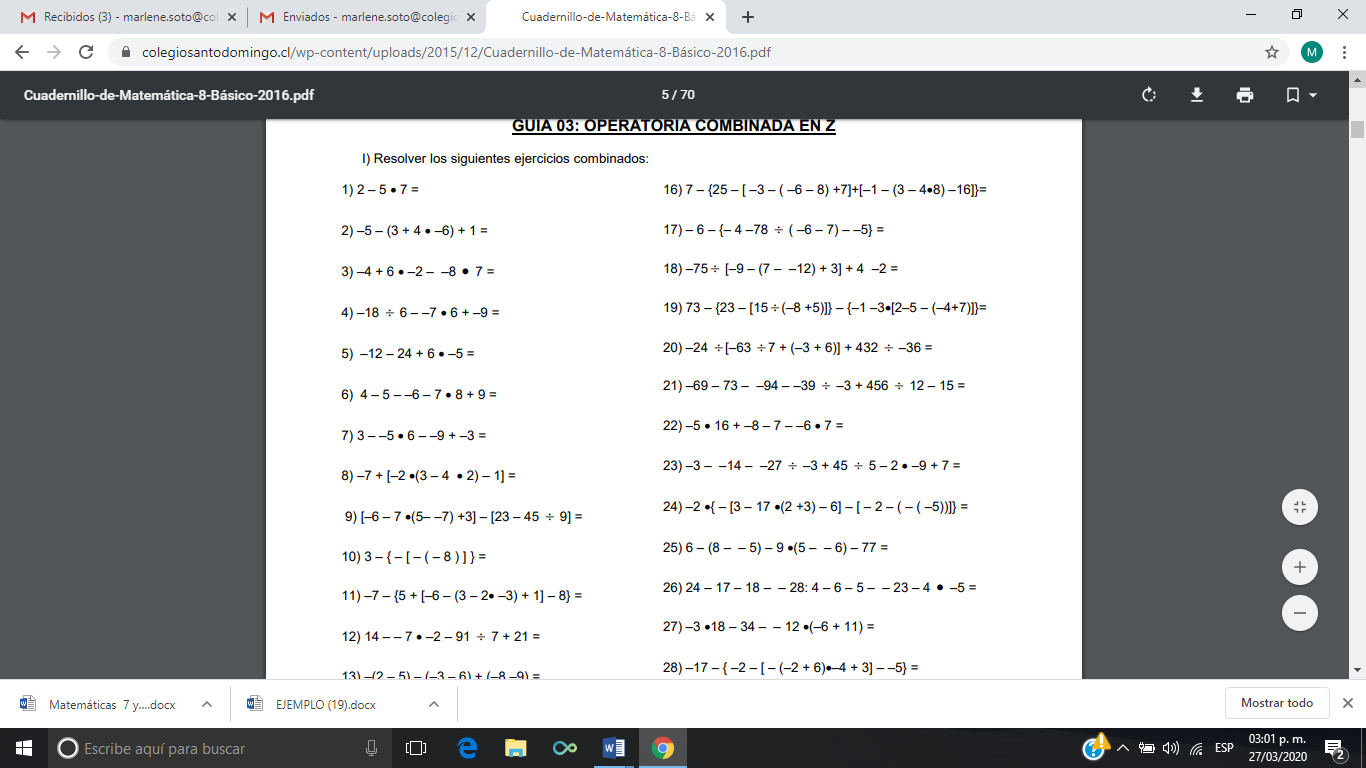 Recibidos (3) - marlene.soto@co
Enviados - marlene.soto@colegio
Cuadernillo-de-Matemática-8-Bá
colegiosantodomingo.cl/wp-content/uploads/2015/12/Cuadernillo-de-Matemática-8-Básico-2016.pdf
M
Cuadernillo-de-Matemática-8-Básico-2016.pdf
5 / 70
GUIA 03: OPERATORIA COMBINADA EN Z
I) Resolver los siguientes ejercicios combinados:
1) 2 – 5 • 7 =
2) –5 – (3 + 4 • –6) + 1 =
3) –4 + 6 • –2 – –8 • 7 =
4) –18 ÷ 6 – –7 • 6 + –9 =
5) –12 – 24 + 6 • –5 =
6) 4 – 5 – –6 – 7 • 8 + 9 =
7) 3 – –5 • 6 – –9 + –3 =
8) –7 + [–2 •(3 – 4 • 2) – 1] =
9) [–6 – 7 •(5– –7) +3] – [23 – 45 ÷ 9] =
10) 3 – { – [ – ( – 8 ) ] } =
11) –7 – {5 + [–6 – (3 – 2• –3) + 1] – 8} =
12) 14 – – 7 • –2 – 91 ÷ 7 + 21 =
13) –(2 – 5) – (–3 – 6) + (–8 –9) =
16) 7 – {25 – [ –3 – ( –6 – 8) +7]+[–1 – (3 – 4•8) –16]}=
17) – 6 – {– 4 –78 ÷ ( –6 – 7) – –5} =
18) –75 ÷ [–9 – (7 – –12) + 3] + 4 –2 =
19) 73 – {23 – [15 ÷(–8 +5)]} – {–1 –3•[2–5 – (–4+7)]}=
20) –24 ÷[–63 ÷7 + (–3 + 6)] + 432 ÷ –36 =
21) –69 – 73 – –94 – –39 ÷ –3 + 456 ÷ 12 – 15 =
22) –5 • 16 + –8 – 7 – –6 • 7 =
23) –3 – –14 – –27 ÷ –3 + 45 ÷ 5 – 2 • –9 + 7 =
24) –2 •{ – [3 – 17 •(2 +3) – 6] – [ – 2 – ( – ( –5))]} =
25) 6 – (8 – – 5) – 9 •(5 – – 6) – 77 =
26) 24 – 17 – 18 – – 28: 4 – 6 – 5 – – 23 – 4 • –5 =
27) –3 •18 – 34 – – 12 •(–6 + 11) =
28) –17 – { –2 – [ – (–2 + 6)•–4 + 3] – –5} =
Matemáticas 7 y....docx
EJEMPLO (19).docx
Mostrar todo
Escribe aquí para buscar
ESP
03:01 p. m.
27/03/2020
2